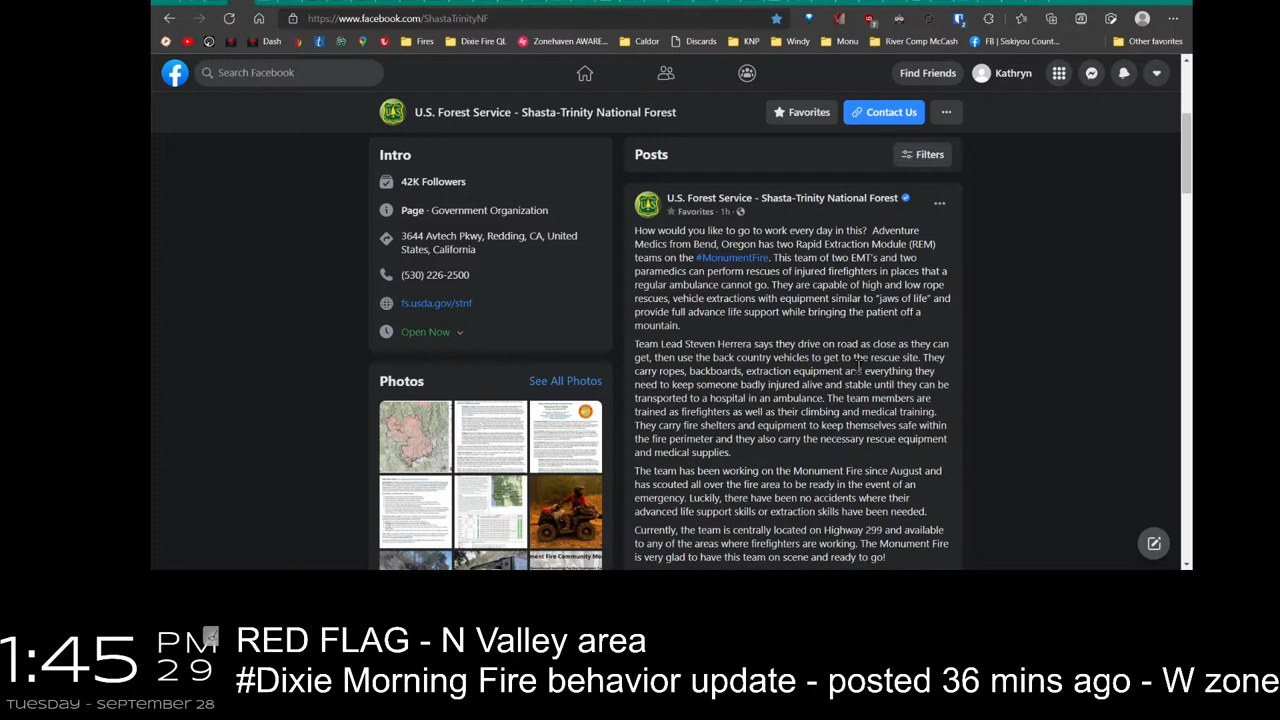 https://www.facebook.com/ShastaTrinityNF
Dash
Fires
Dixie Fire QL
Zonehaven AWARE...
Caldor
Discards
KNP
Windy
Monu
River Comp McCash
FB | Siskiyou Count...
Other favorites
Search Facebook
Find Friends
Kathryn
U.S. Forest Service - Shasta-Trinity National Forest
Favorites
Contact Us
Intro
42K Followers
Page · Government Organization
3644 Avtech Pkwy, Redding, CA, United
States, California
(530) 226-2500
fs.usda.gov/stnf
Open Now
Photos
See All Photos
Posts
Filters
U.S. Forest Service - Shasta-Trinity National Forest
Favorites · 1h ·
How would you like to go to work every day in this? Adventure
Medics from Bend, Oregon has two Rapid Extraction Module (REM)
teams on the #MonumentFire. This team of two EMT's and two
paramedics can perform rescues of injured firefighters in places that a
regular ambulance cannot go. They are capable of high and low rope
rescues, vehicle extractions with equipment similar to "jaws of life" and
provide full advance life support while bringing the patient off a
mountain.
Team Lead Steven Herrera says they drive on road as close as they can
get, then use the back country vehicles to get to the rescue site. They
carry ropes, backboards, extraction equipment and everything they
need to keep someone badly injured alive and stable until they can be
transported to a hospital in an ambulance. The team members are
trained as firefighters as well as their climbing and medical training.
They carry fire shelters and equipment to keep themselves safe within
the fire perimeter and they also carry the necessary rescue equipment
and medical supplies.
The team has been working on the Monument Fire since August and
has staged all over the fire area to be ready in the event of an
emergency. Luckily, there have been no accidents where their
advanced life support skills or extraction skills have been needed.
Currently, the team is centrally located on Highway 299 and available
to any of the areas where firefighters are working. The Monument Fire
is very glad to have this team on scene and ready to go!
1:45 PM
29
TUESDAY - SEPTEMBER 28
RED FLAG - N Valley area
#Dixie Morning Fire behavior update - posted 36 mins ago - W zone